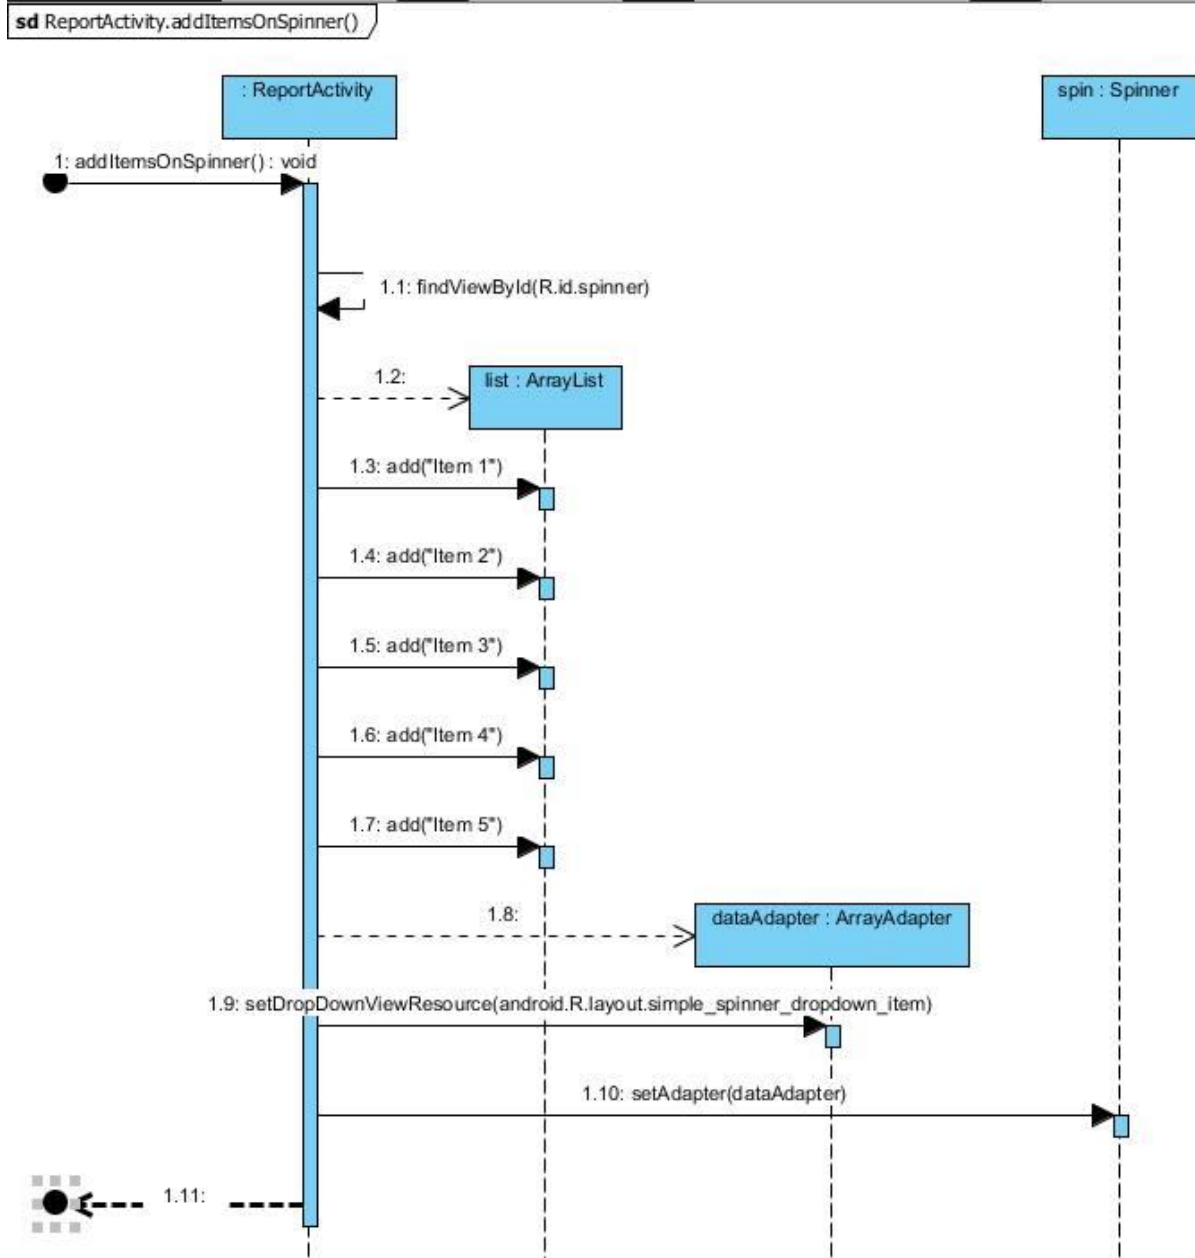 sd ReportActivity.addItemsOnSpinner()
: ReportActivity
spin : Spinner
1: addItemsOnSpinner() : void
1.1: findViewById(R.id.spinner)
1.2:
list : ArrayList
1.3: add("Item 1")
1.4: add("Item 2")
1.5: add("Item 3")
1.6: add("Item 4")
1.7: add("Item 5")
1.8:
dataAdapter : ArrayAdapter
1.9: setDropDownViewResource(android.R.layout.simple_spinner_dropdown_item)
1.10: setAdapter(dataAdapter)
1.11: